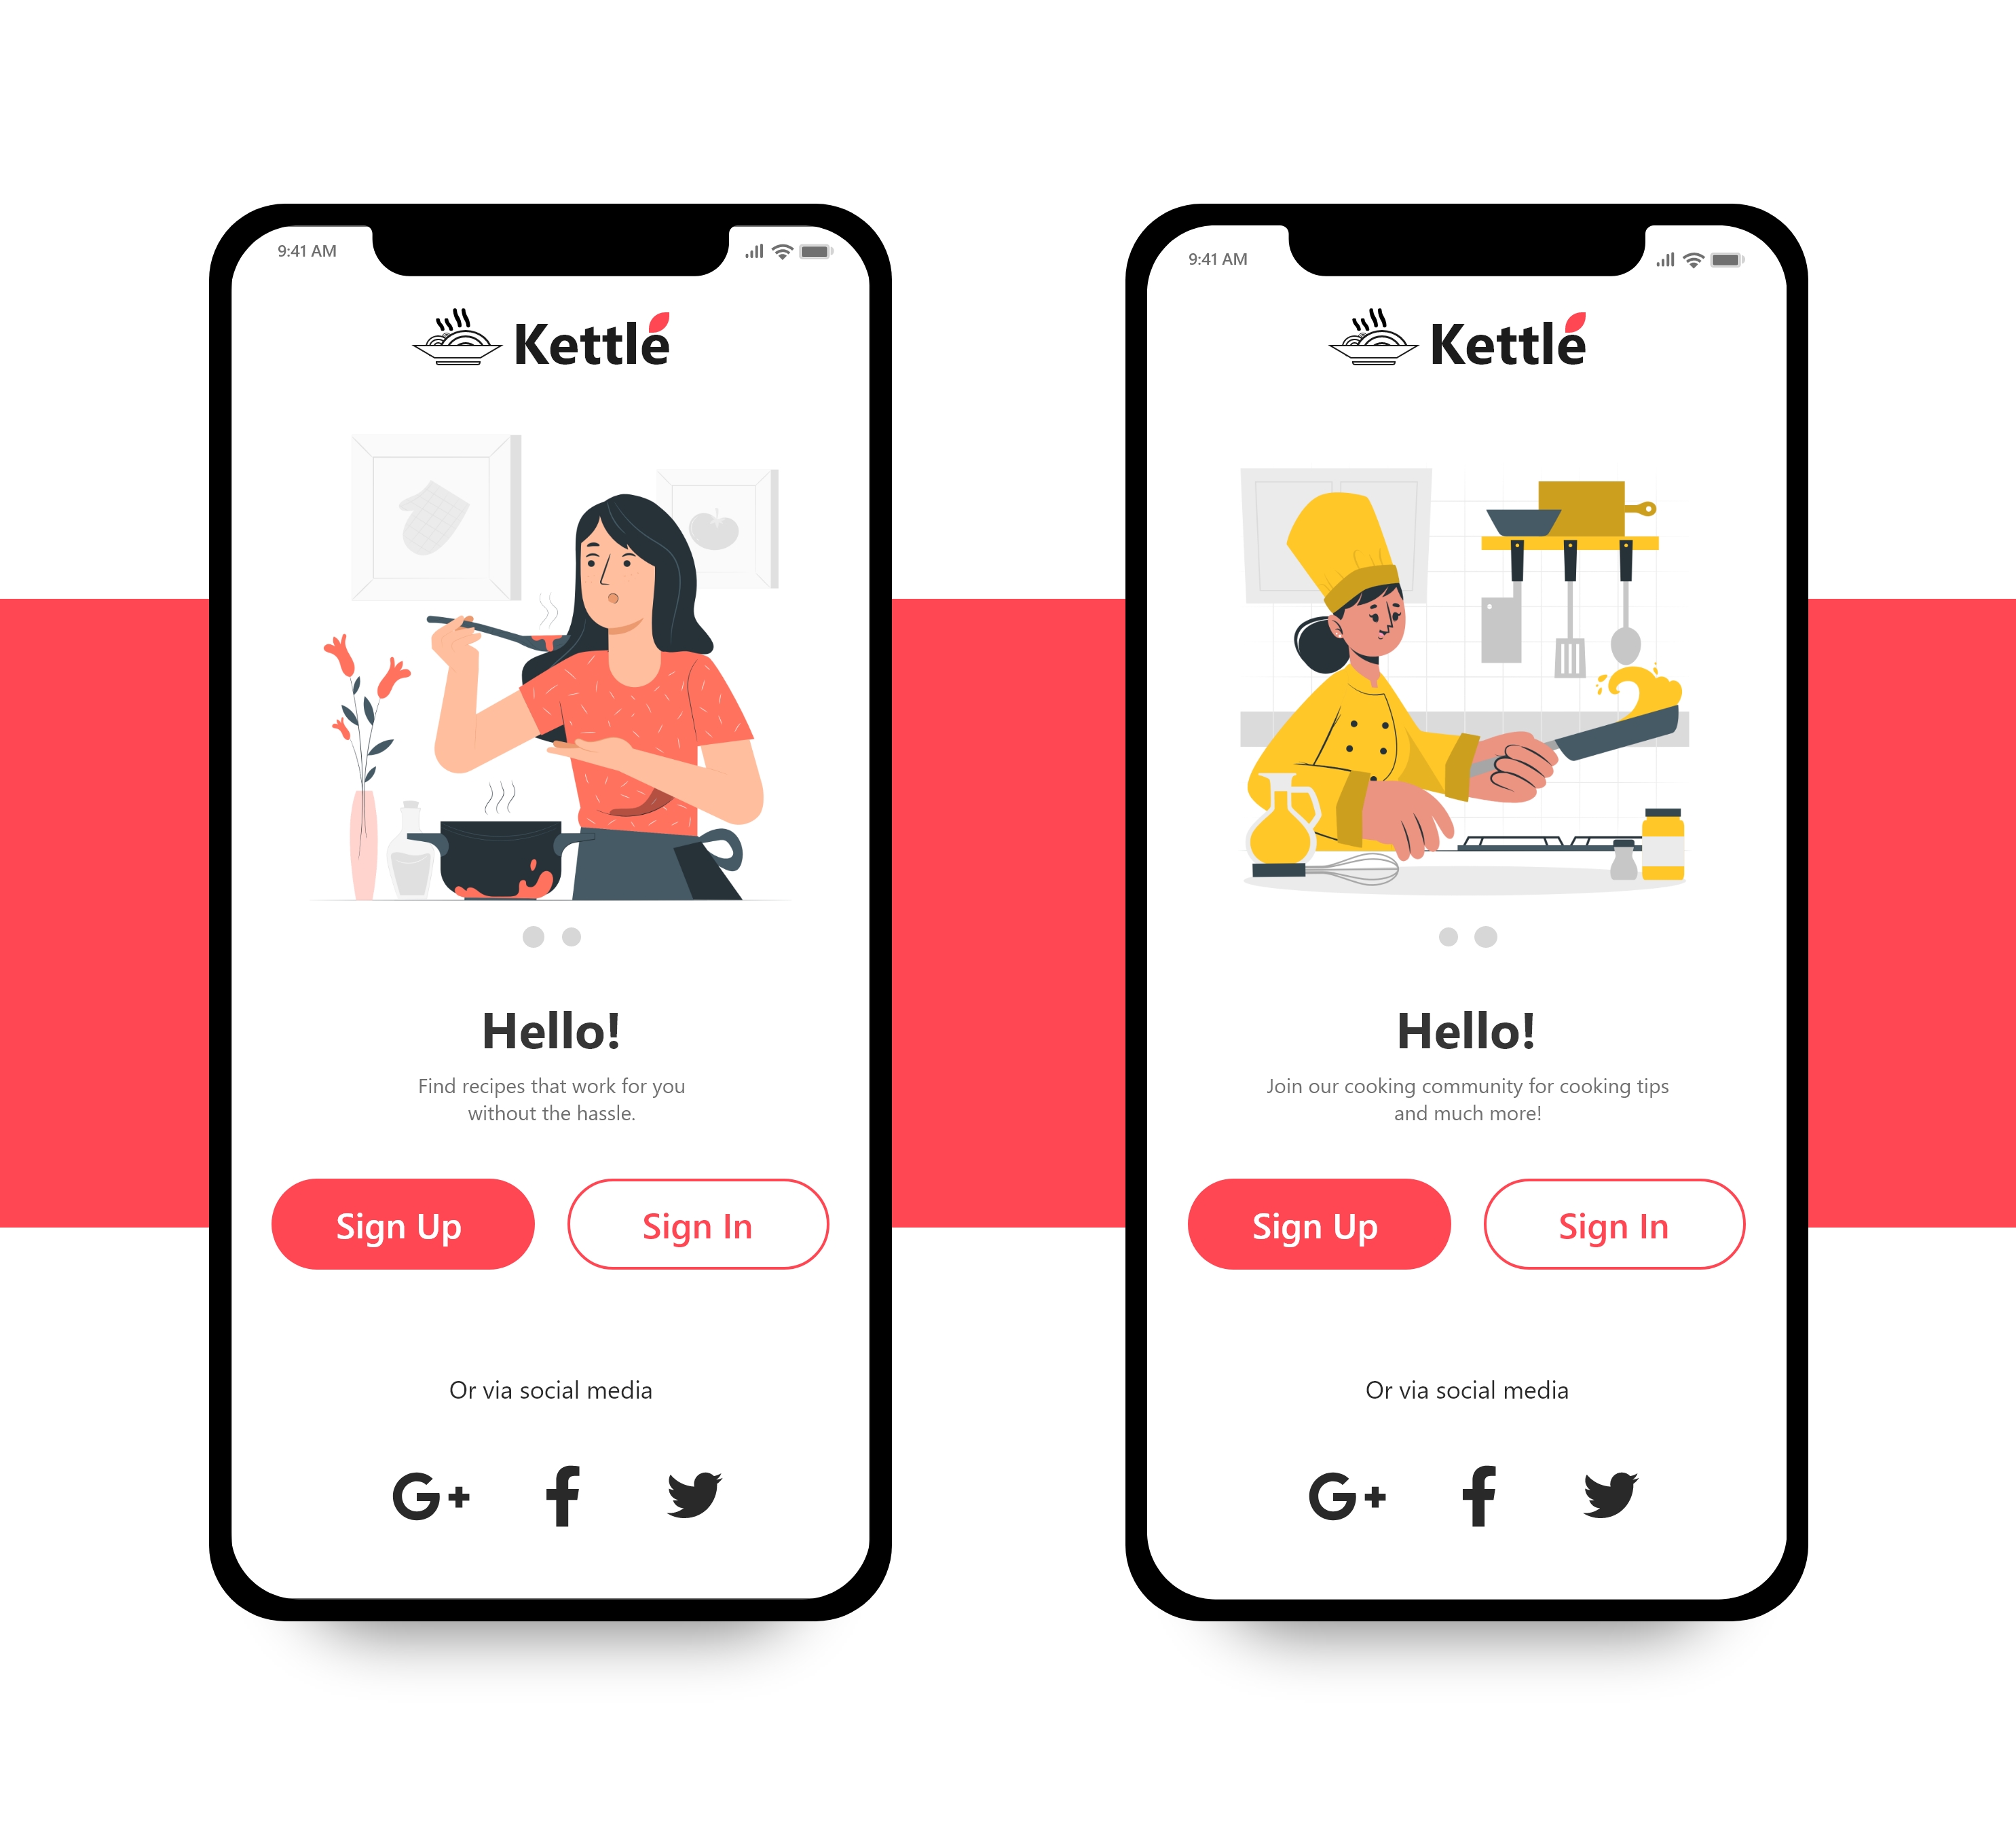 9:41 AM
Kettle
Hello!
Find recipes that work for you
without the hassle.
Sign Up
Sign In
Or via social media
G+
9:41 AM
Kettle
Hello!
Join our cooking community for cooking tips
and much more!
Sign Up
Sign In
Or via social media
G+